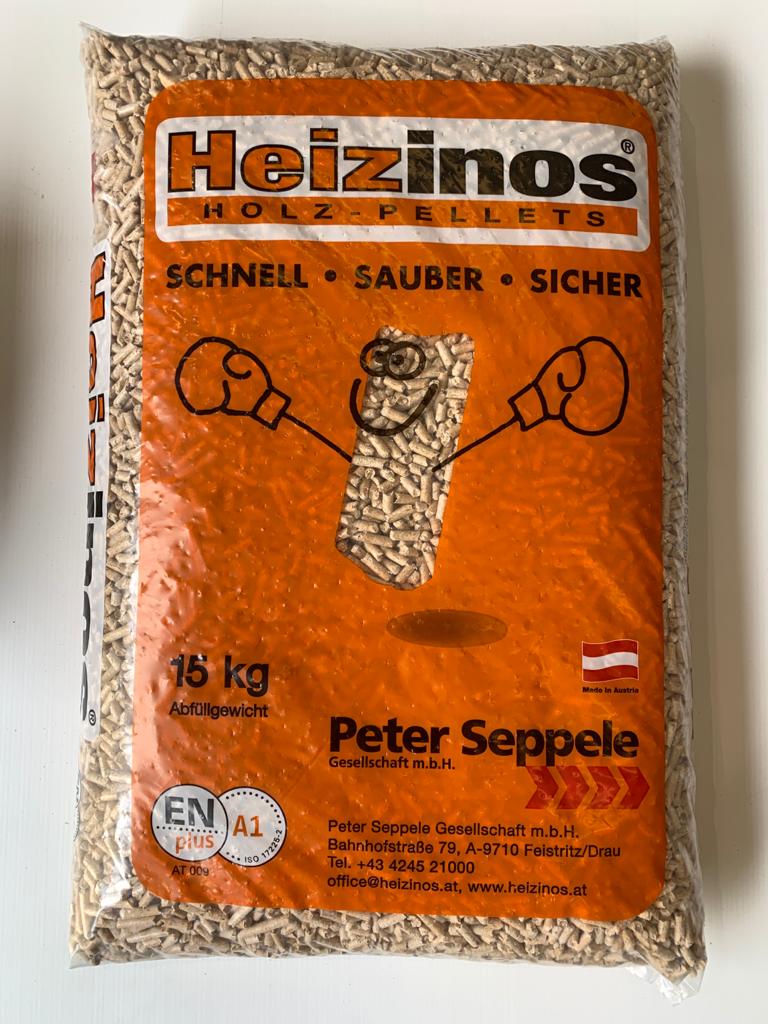 Heizinos®
HOLZ-PELLETS
SCHNELL • SAUBER • SICHER
Heizinos®
15 kg
Abfüllgewicht
Made in Austria
Peter Seppele
Gesellschaft m.b.H.
EN
plus
A1
ISO 17225-2
AT 009
Peter Seppele Gesellschaft m.b.H.
Bahnhofstraße 79, A-9710 Feistritz/Drau
Tel. +43 4245 21000
office@heizinos.at, www.heizinos.at